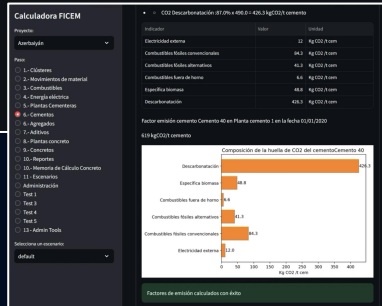 Calculadora FICEM
Proyecto:
Azerbaiyán
Paso:
1.- Clústeres
2.- Movimientos de material
3.- Combustibles
4.- Energía eléctrica
5.- Plantas Cementeras
6.- Cementos
6.- Agregados
7.- Aditivos
8.- Plantas concreto
9.- Concretos
10.- Reportes
10.- Memoria de Cálculo Concreto
11 - Escenarios
Administración
Test 1
Test 3
Test 4
Test 5
13 - Admin Tools
Selecciona un escenario:
default
CO2 Descarbonatación :87.0% x 490.0 = 426.3 kgCO2/t cemento
Indicador Valor Unidad
Electricidad externa 12 Kg CO2 /t cem
Combustibles fósiles convencionales 84.3 Kg CO2 /t cem
Combustibles fósiles alternativos 41.3 Kg CO2 /t cem
Combustibles fuera de horno 6.6 Kg CO2 /t cem
Específica biomasa 48.8 Kg CO2 /t cem
Descarbonatación 426.3 Kg CO2 /t cem
Factor emisión cemento Cemento 40 en Planta cemento 1 en la fecha 01/01/2020
619 kgCO2/t cemento
Composición de la huella de CO2 del cementoCemento 40
Descarbonatación 426.3
Específica biomasa 48.8
Combustibles fuera de horno 6.6
Combustibles fósiles alternativos 41.3
Combustibles fósiles convencionales 84.3
Electricidad externa 12.0
0 50 100 150 200 250 300 350 400
Kg CO2 /t cem
Factores de emisión calculados con éxito